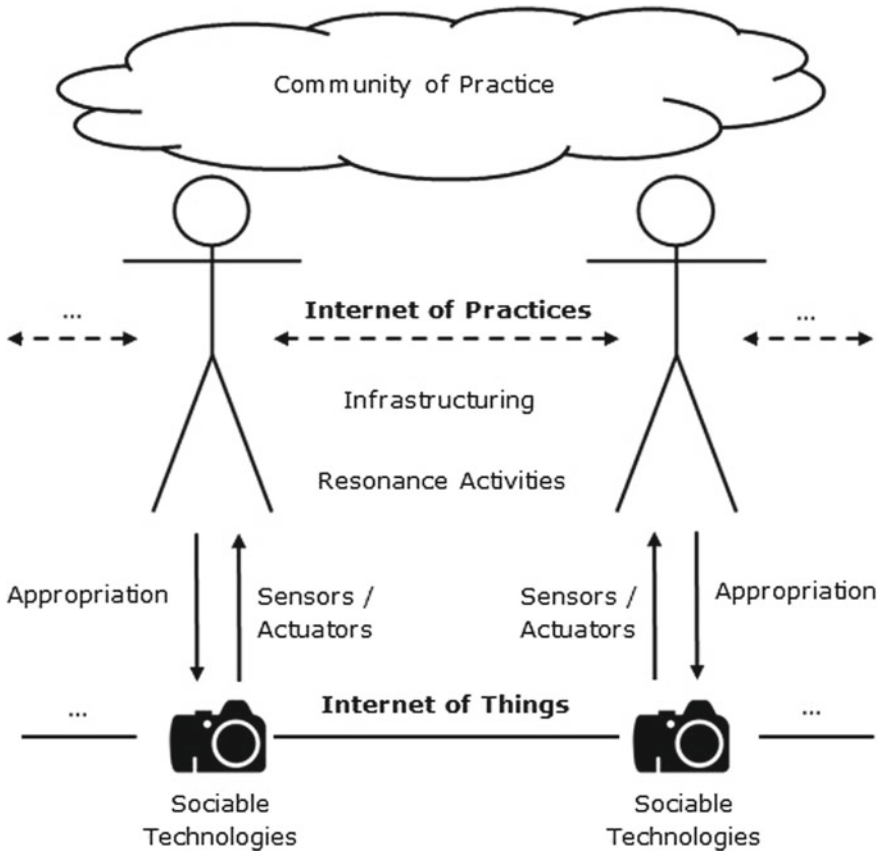 Community of Practice
Internet of Practices
...
...
Infrastructuring
Resonance Activities
Appropriation
Sensors /
Actuators
Sensors /
Actuators
Appropriation
Internet of Things
...
...
Sociable
Technologies
Sociable
Technologies